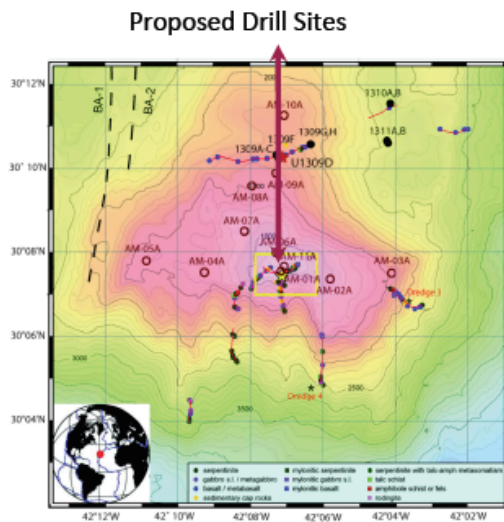 Proposed Drill Sites
30°12'N
BA-1
BA-2
2000
AM-10A
1310A,B
1309F
1309G,H
1309A-C
1311A,B
30° 10'N
U1309D
AM-09A
AM-08A
AM-07A
30°08'N
AM-06A
AM-05A
AM-04A
AM-11A
AM-03A
AM-01A
AM-02A
Dredge 3
30°06'N
3000
2500
30°04'N
3500
Dredge 4
serpentinite
mylonitic serpentinite
serpentinite with talc-amph metasomatism
gabbro s.l. / metagabbro
mylonitic gabbro s.l.
talc schist
basalt / metabasalt
mylonitic basalt
amphibole schist or fels
sedimentary cap rocks
rodingite
42°12'W
42° 10'W
42°08'W
42°06'W
42°04'W